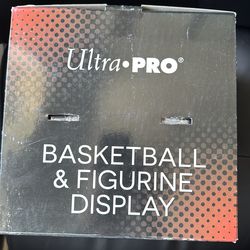 Ultra•PRO®
BASKETBALL
& FIGURINE
DISPLAY